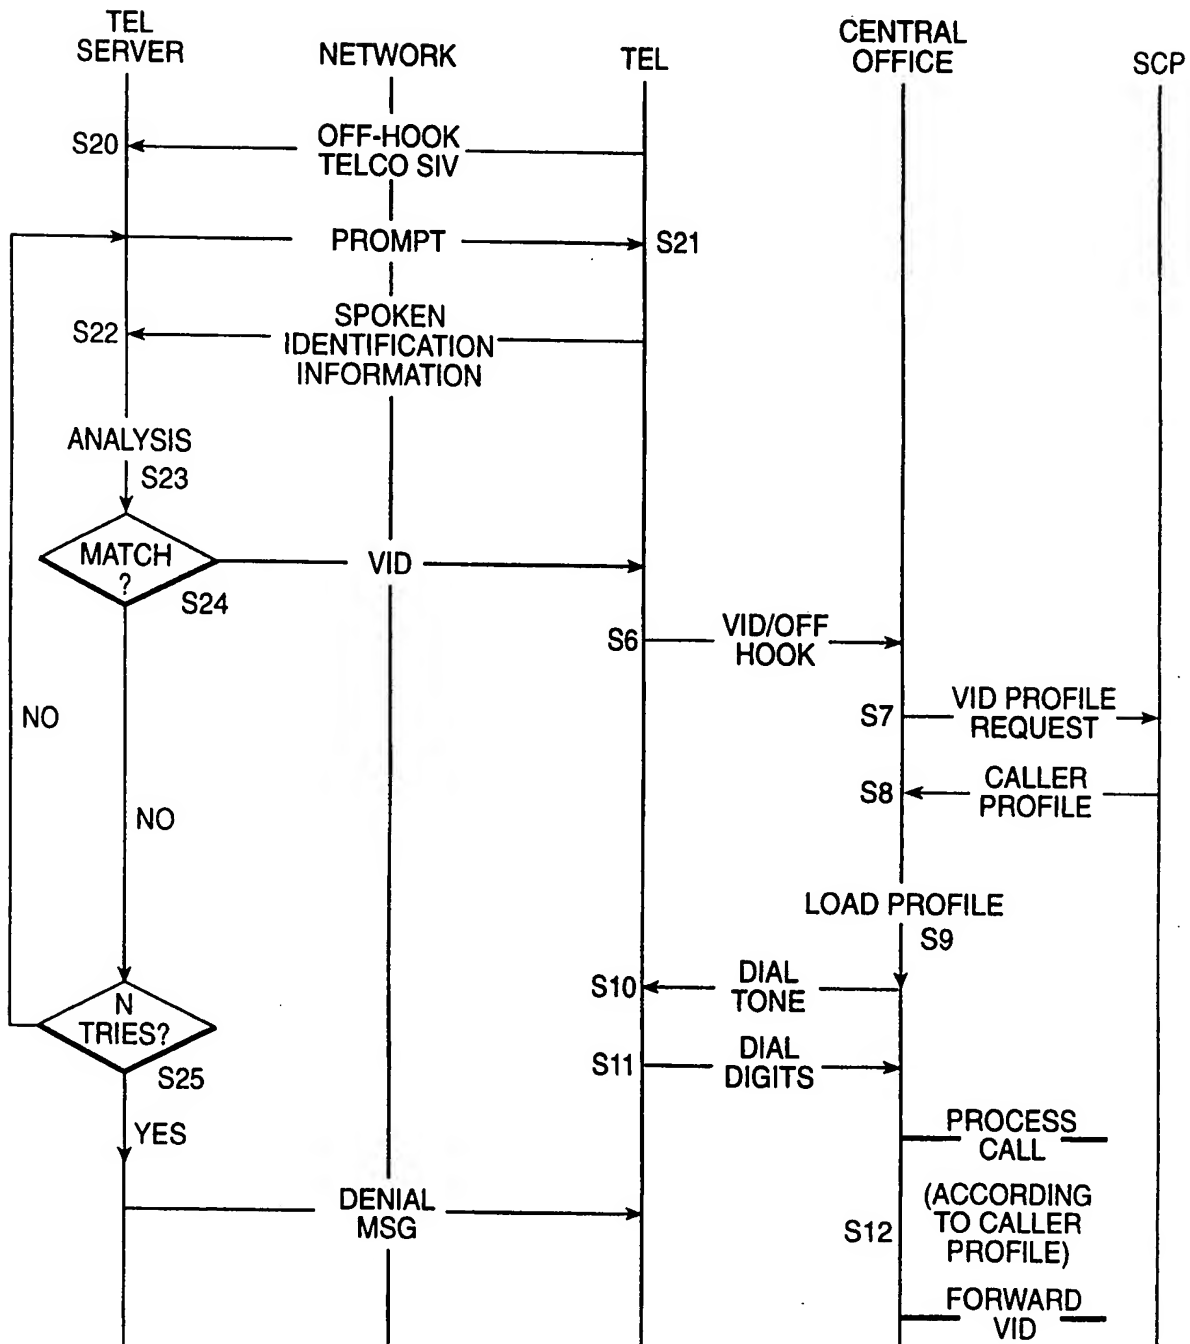 TEL
SERVER
NETWORK
TEL
CENTRAL
OFFICE
SCP
S20
OFF-HOOK
TELCO SIV
PROMPT
S21
S22
SPOKEN
IDENTIFICATION
INFORMATION
ANALYSIS
S23
MATCH
?
S24
VID
S6
VID/OFF
HOOK
NO
S7
VID PROFILE
REQUEST
S8
CALLER
PROFILE
NO
LOAD PROFILE
S9
S10
DIAL
TONE
N
TRIES?
S25
S11
DIAL
DIGITS
YES
PROCESS
CALL
DENIAL
MSG
S12
(ACCORDING
TO CALLER
PROFILE)
FORWARD
VID